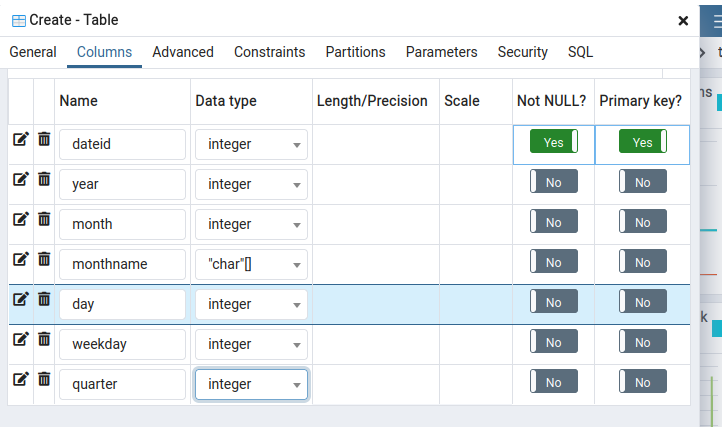 Create - Table
General Columns Advanced Constraints Partitions Parameters Security SQL
Name Data type Length/Precision Scale Not NULL? Primary key?
dateid integer Yes Yes
year integer No No
month integer No No
monthname "char"[] No No
day integer No No
weekday integer No No
quarter integer No No
ns
k